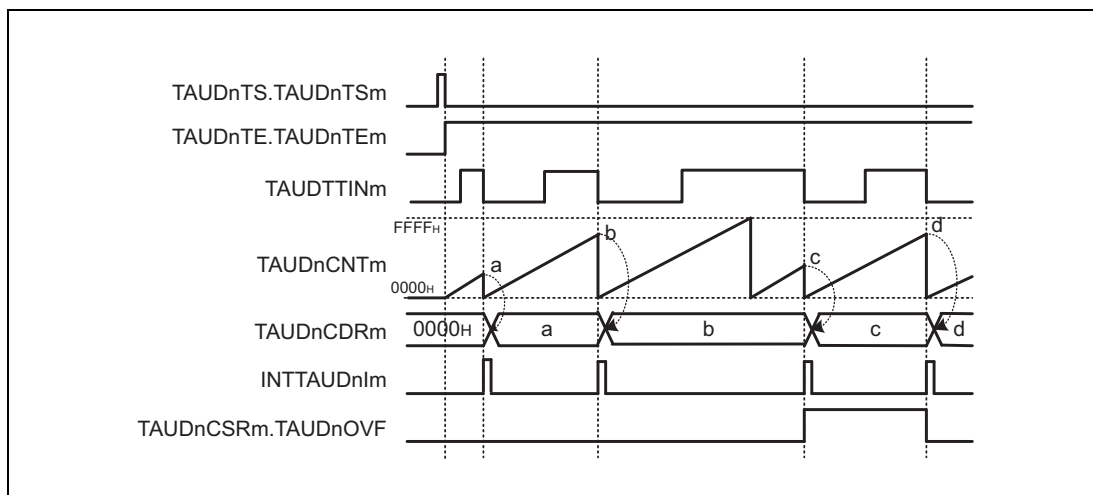 TAUDnTS.TAUDnTSm
TAUDnTE.TAUDnTEm
TAUDTTINm
FFFFH
TAUDnCNTm
0000H
a
b
c
d
TAUDnCDRm
0000H
a
b
c
d
INTTAUDnIm
TAUDnCSRm.TAUDnOVF